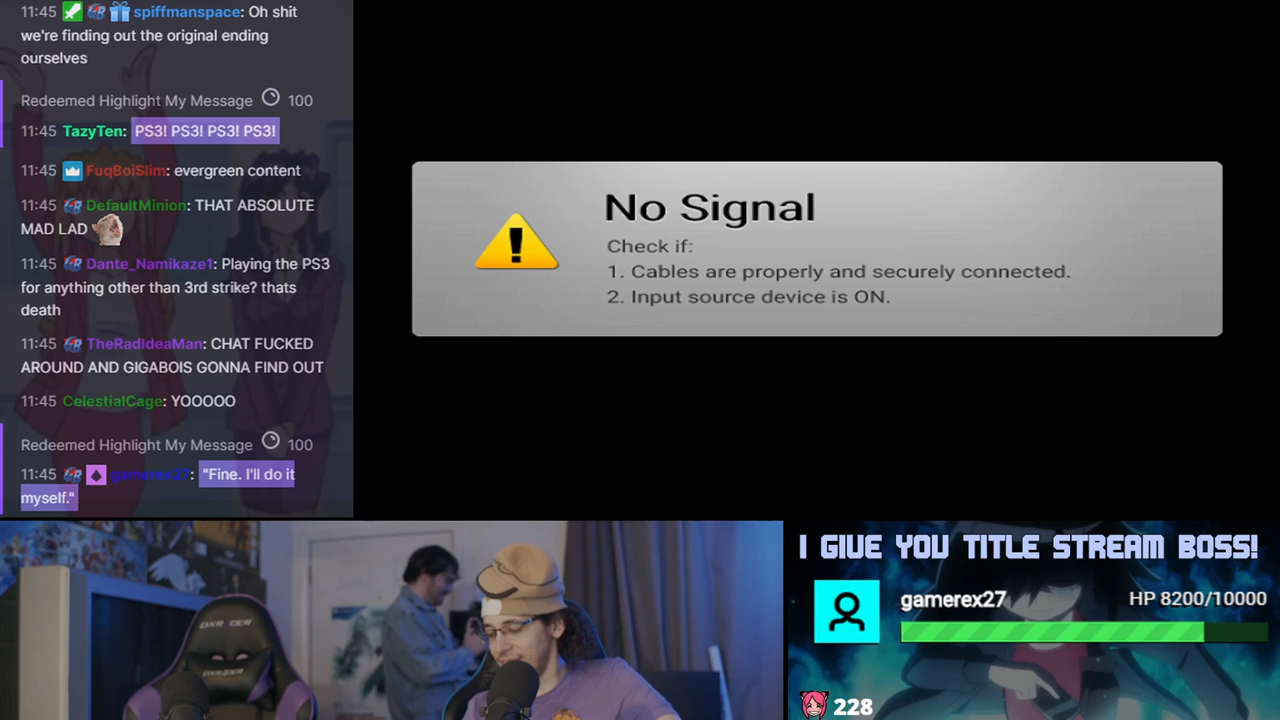 11:45 spiffmanspace: Oh shit
we're finding out the original ending
ourselves
Redeemed Highlight My Message 100
11:45 TazyTen: PS3! PS3! PS3! PS3!
11:45 FuqBoiSlim: evergreen content
11:45 DefaultMinion: THAT ABSOLUTE
MAD LAD
11:45 Dante_Namikaze1: Playing the PS3
for anything other than 3rd strike? thats
death
11:45 TheRadIdeaMan: CHAT FUCKED
AROUND AND GIGABOIS GONNA FIND OUT
11:45 CelestialCage: YOOOOO
Redeemed Highlight My Message 100
11:45 gamerex27: "Fine. I'll do it
myself."
No Signal
Check if:
1. Cables are properly and securely connected.
2. Input source device is ON.
DXRACER
DXRACER
I GIVE YOU TITLE STREAM BOSS!
gamerex27 HP 8200/10000
228